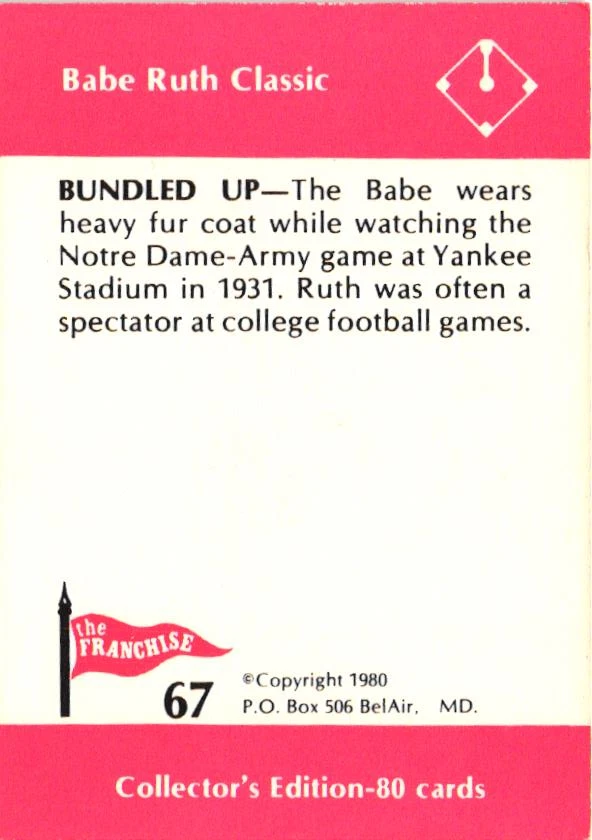 Babe Ruth Classic
BUNDLED UP—The Babe wears
heavy fur coat while watching the
Notre Dame-Army game at Yankee
Stadium in 1931. Ruth was often a
spectator at college football games.
the
FRANCHISE
67
©Copyright 1980
P.O. Box 506 BelAir, MD.
Collector's Edition-80 cards